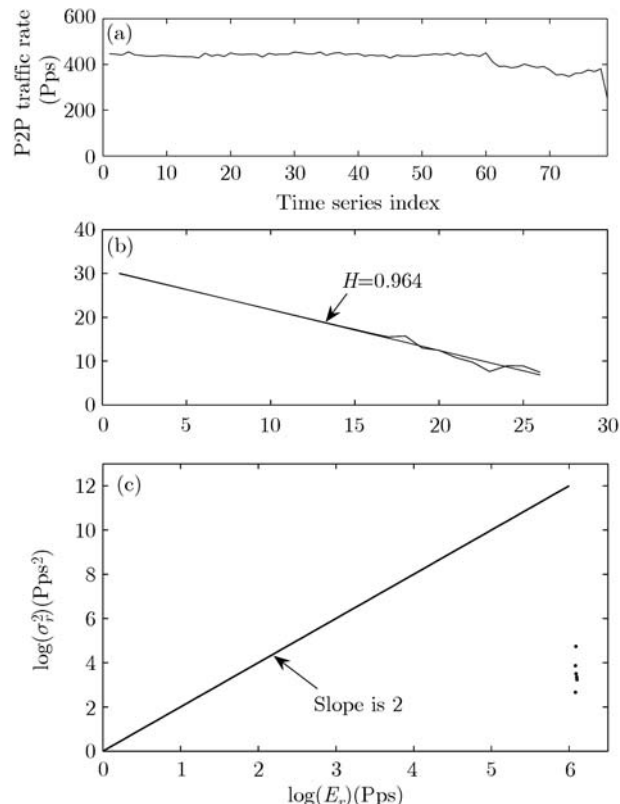 P2P traffic rate
(Pps)
(a)
600
400
200
0
0 10 20 30 40 50 60 70
Time series index
(b)
40
30
20
10
0
H=0.964
0 5 10 15 20 25 30
(c)
log(σ²r)(Pps²)
12
10
8
6
4
2
0
Slope is 2
0 1 2 3 4 5 6
log(Er)(Pps)